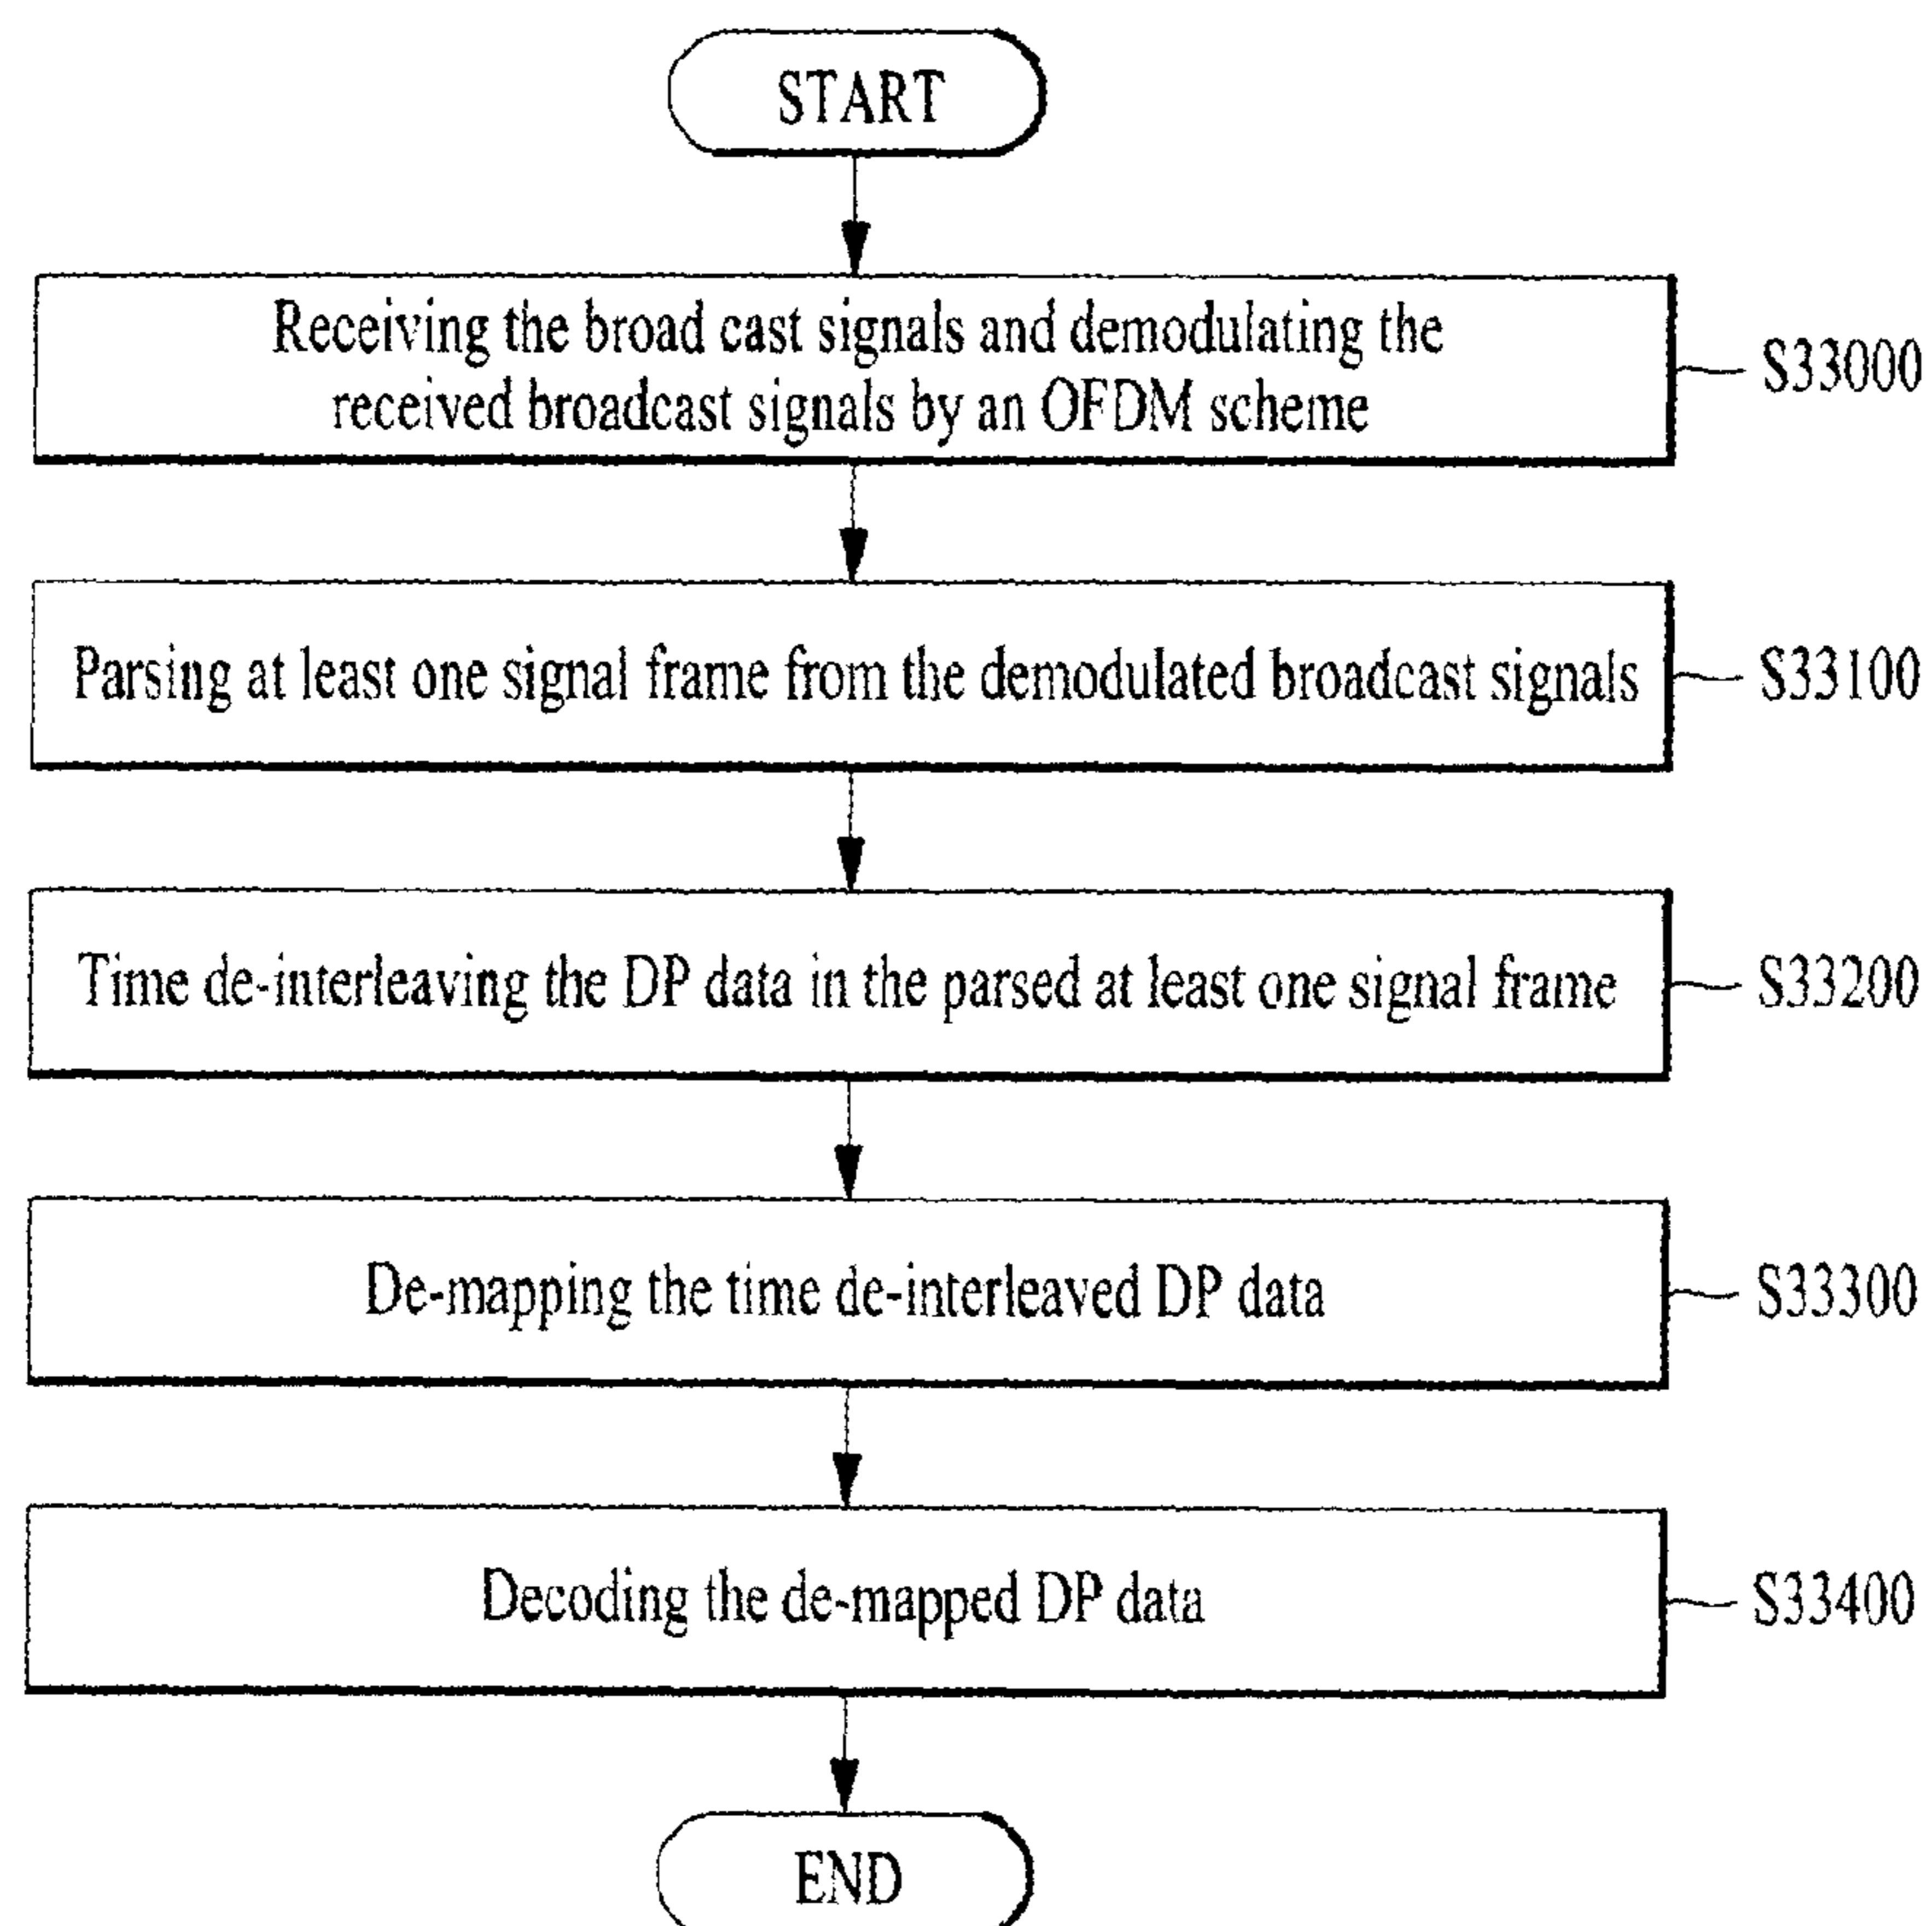 START
Receiving the broad cast signals and demodulating the
received broadcast signals by an OFDM scheme
S33000
Parsing at least one signal frame from the demodulated broadcast signals
S33100
Time de-interleaving the DP data in the parsed at least one signal frame
S33200
De-mapping the time de-interleaved DP data
S33300
Decoding the de-mapped DP data
S33400
END